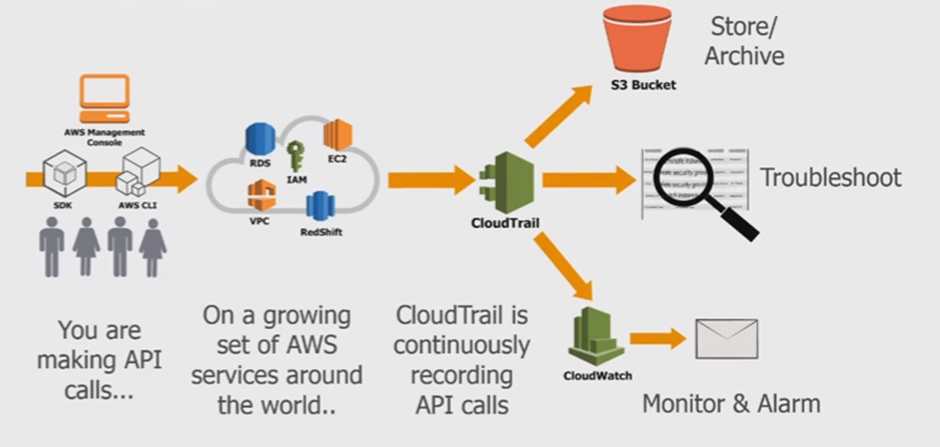 Store/
Archive
S3 Bucket
AWS Management
Console
SDK
AWS CLI
RDS
IAM
EC2
VPC
RedShift
CloudTrail
Troubleshoot
You are
making API
calls...
On a growing
set of AWS
services around
the world..
CloudTrail is
continuously
recording
API calls
CloudWatch
Monitor & Alarm